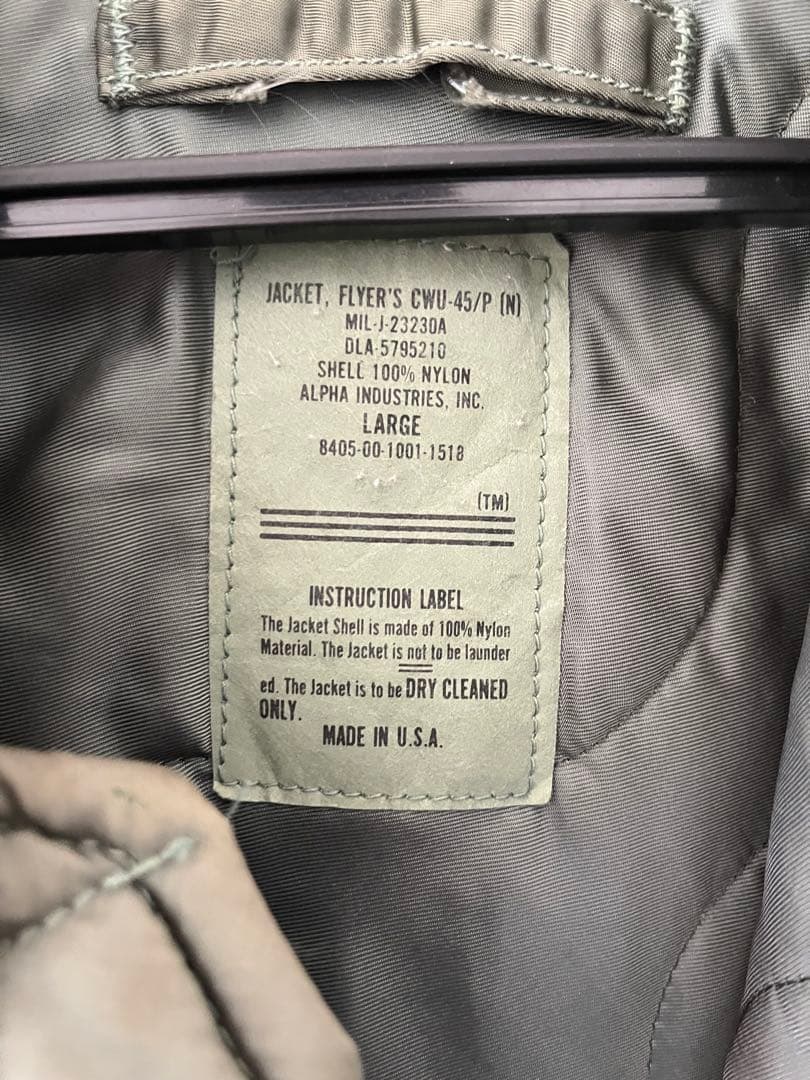 JACKET, FLYER'S CWU-45/P (N)
MIL-J-23230A
DLA-5795210
SHELL 100% NYLON
ALPHA INDUSTRIES, INC.
LARGE
8405-00-1001-1518
(TM)
INSTRUCTION LABEL
The Jacket Shell is made of 100% Nylon
Material. The Jacket is not to be launder
ed. The Jacket is to be DRY CLEANED
ONLY.
MADE IN U.S.A.